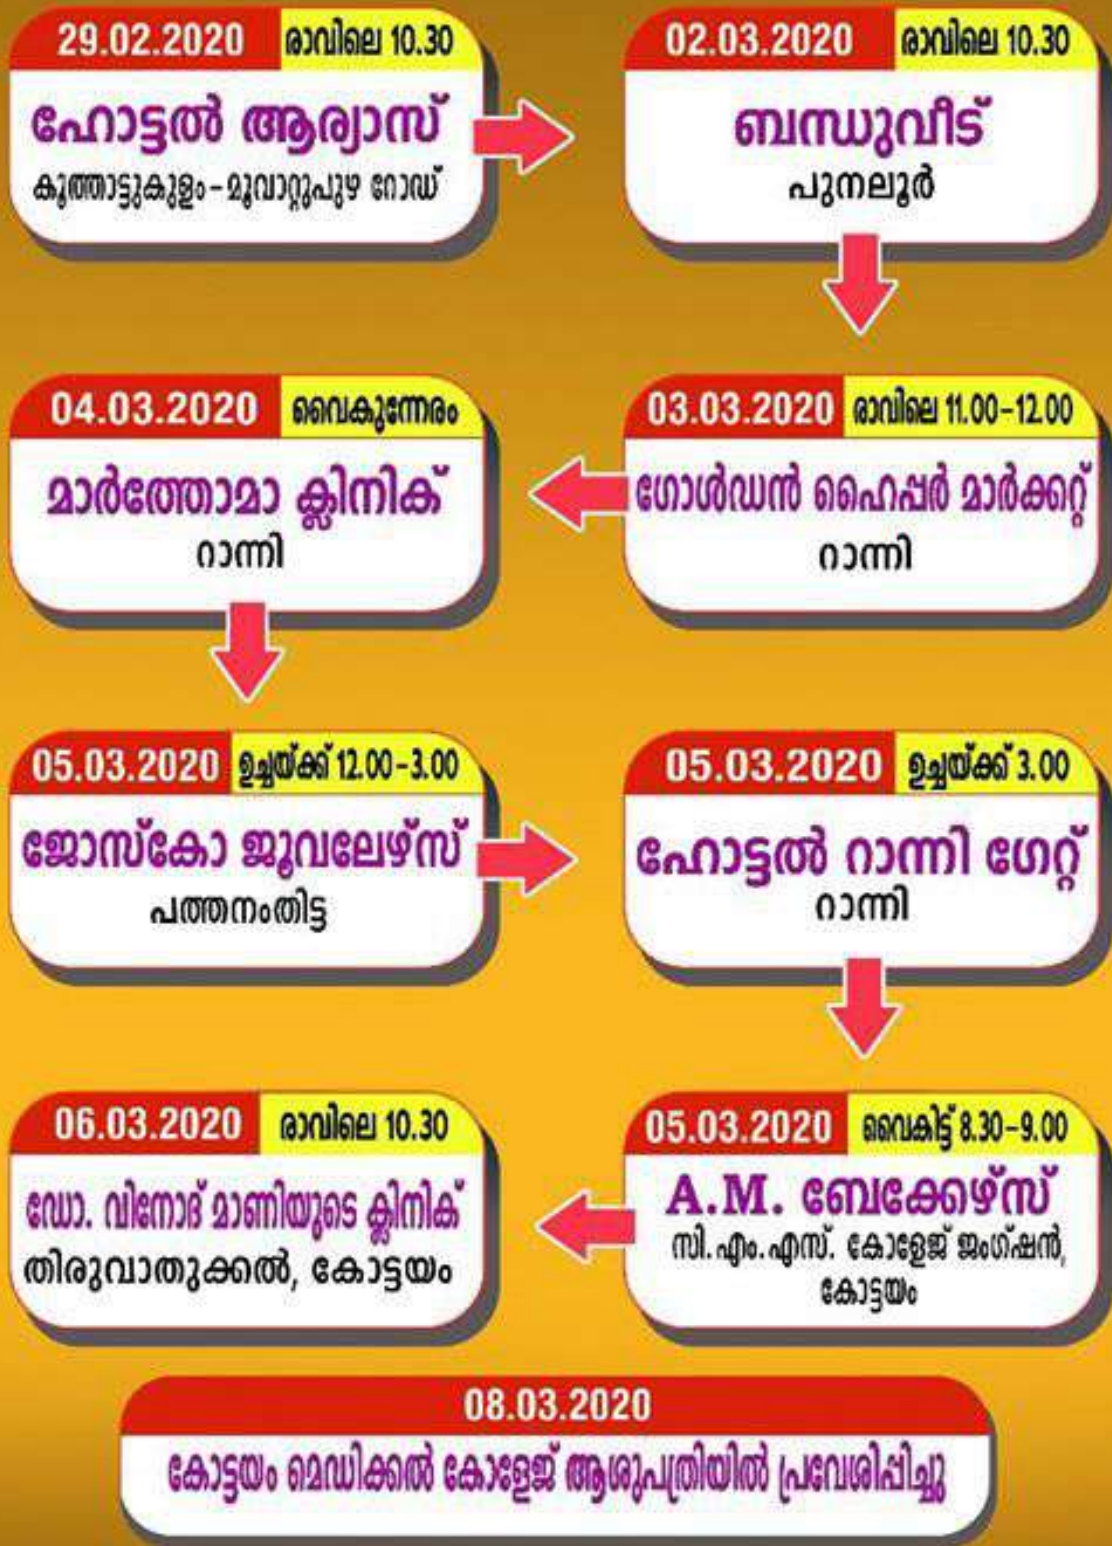 29.02.2020 രാവിലെ 10.30
ഹോട്ടൽ ആര്യാസ്
കൂത്താട്ടുകുളം-മൂവാറ്റുപുഴ റോഡ്
02.03.2020 രാവിലെ 10.30
ബന്ധുവീട്
പുനലൂർ
03.03.2020 രാവിലെ 11.00-12.00
ഗോൾഡൻ ഹൈപ്പർ മാർക്കറ്റ്
റാന്നി
04.03.2020 വൈകുന്നേരം
മാർത്തോമാ ക്ലിനിക്
റാന്നി
05.03.2020 ഉച്ചയ്ക്ക് 12.00-3.00
ജോസ്കോ ജൂവലേഴ്സ്
പത്തനംതിട്ട
05.03.2020 ഉച്ചയ്ക്ക് 3.00
ഹോട്ടൽ റാന്നി ഗേറ്റ്
റാന്നി
05.03.2020 വൈകിട്ട് 8.30-9.00
A.M. ബേക്കേഴ്സ്
സി.എം.എസ്. കോളേജ് ജംഗ്ഷൻ,
കോട്ടയം
06.03.2020 രാവിലെ 10.30
ഡോ. വിനോദ് മാണിയുടെ ക്ലിനിക്
തിരുവാതുക്കൽ, കോട്ടയം
08.03.2020
കോട്ടയം മെഡിക്കൽ കോളേജ് ആശുപത്രിയിൽ പ്രവേശിപ്പിച്ചു